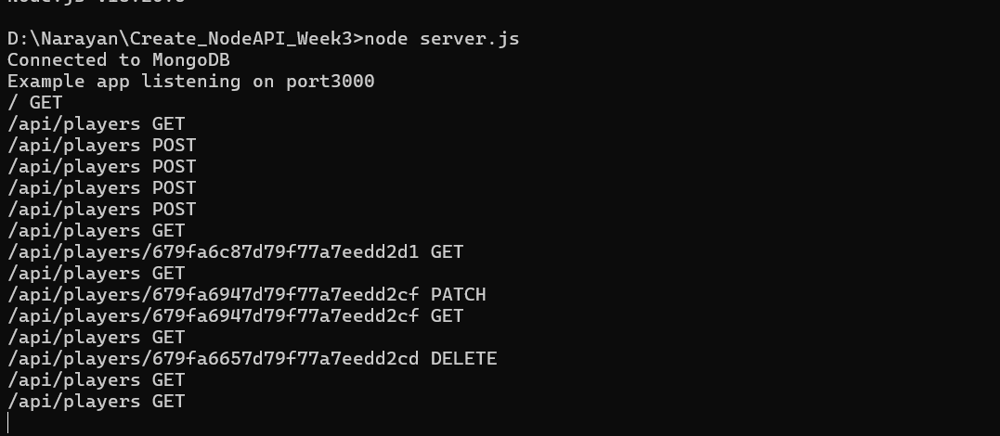 D:\Narayan\Create_NodeAPI_Week3>node server.js
Connected to MongoDB
Example app listening on port3000
/ GET
/api/players GET
/api/players POST
/api/players POST
/api/players POST
/api/players POST
/api/players GET
/api/players/679fa6c87d79f77a7eedd2d1 GET
/api/players GET
/api/players/679fa6947d79f77a7eedd2cf PATCH
/api/players/679fa6947d79f77a7eedd2cf GET
/api/players GET
/api/players/679fa6657d79f77a7eedd2cd DELETE
/api/players GET
/api/players GET